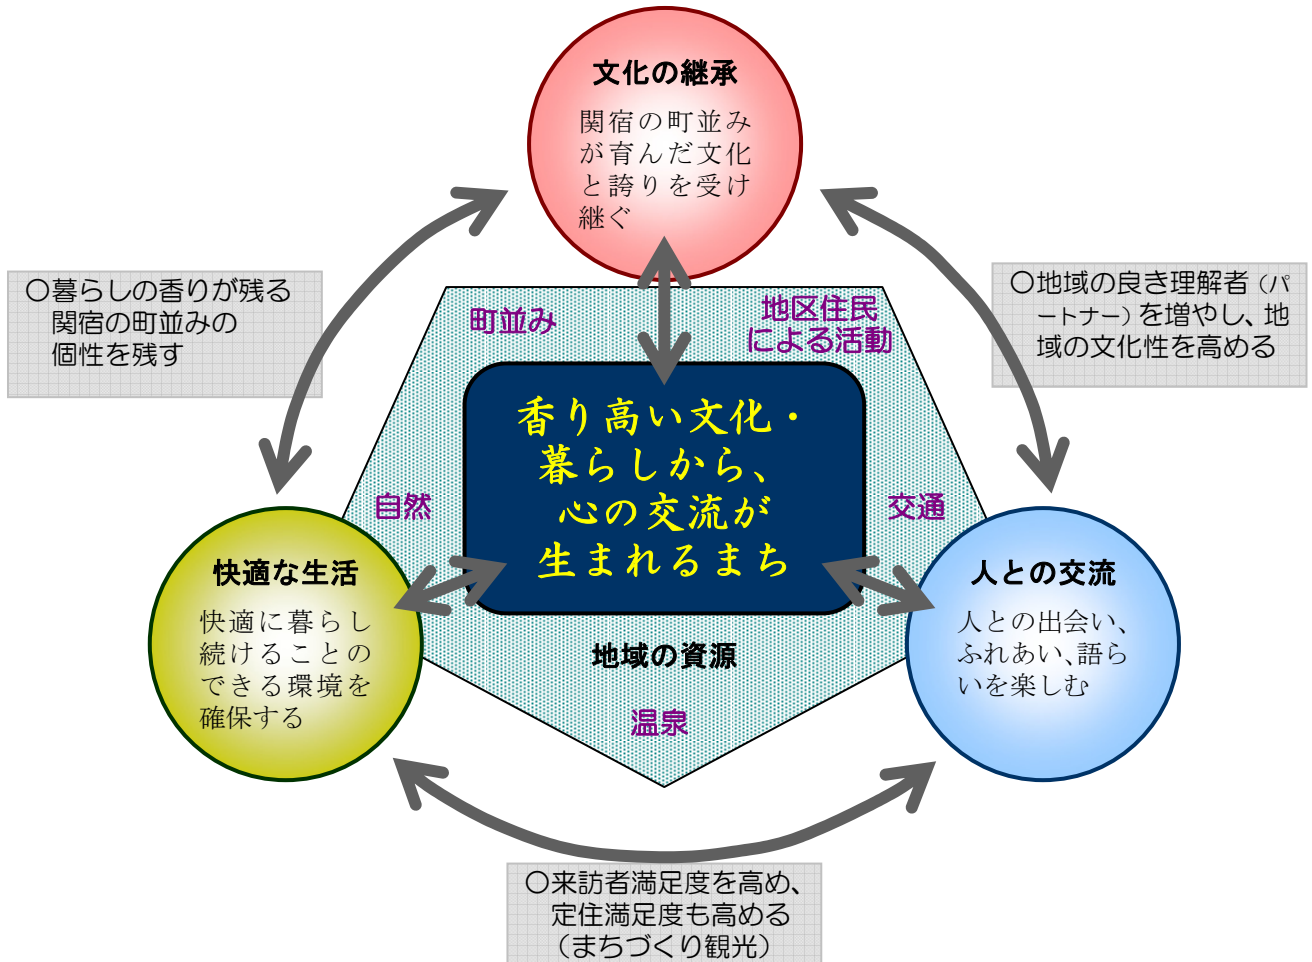 文化の継承
関宿の町並み
が育んだ文化
と誇りを受け
継ぐ
○暮らしの香りが残る
関宿の町並みの
個性を残す
○地域の良き理解者（パ
ートナー）を増やし、地
域の文化性を高める
町並み
地区住民
による活動
香り高い文化・
暮らしから、
心の交流が
生まれるまち
自然
交通
快適な生活
快適に暮らし
続けることの
できる環境を
確保する
人との交流
人との出会い、
ふれあい、語ら
いを楽しむ
地域の資源
温泉
○来訪者満足度を高め、
定住満足度も高める
（まちづくり観光）